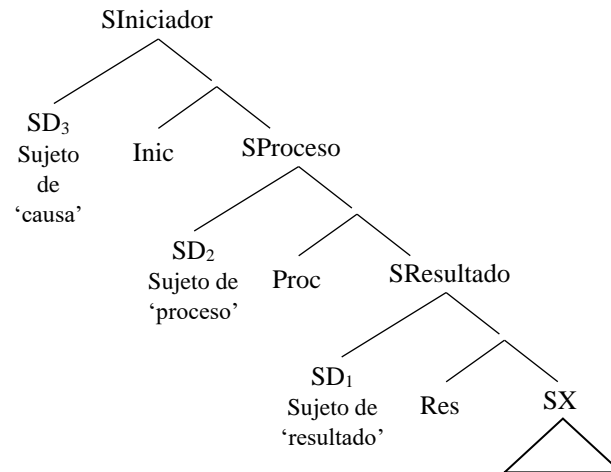 SIniciador
SD₃
Sujeto
de
‘causa’
Inic
SProceso
SD₂
Sujeto de
‘proceso’
Proc
SResultado
SD₁
Sujeto de
‘resultado’
Res
SX